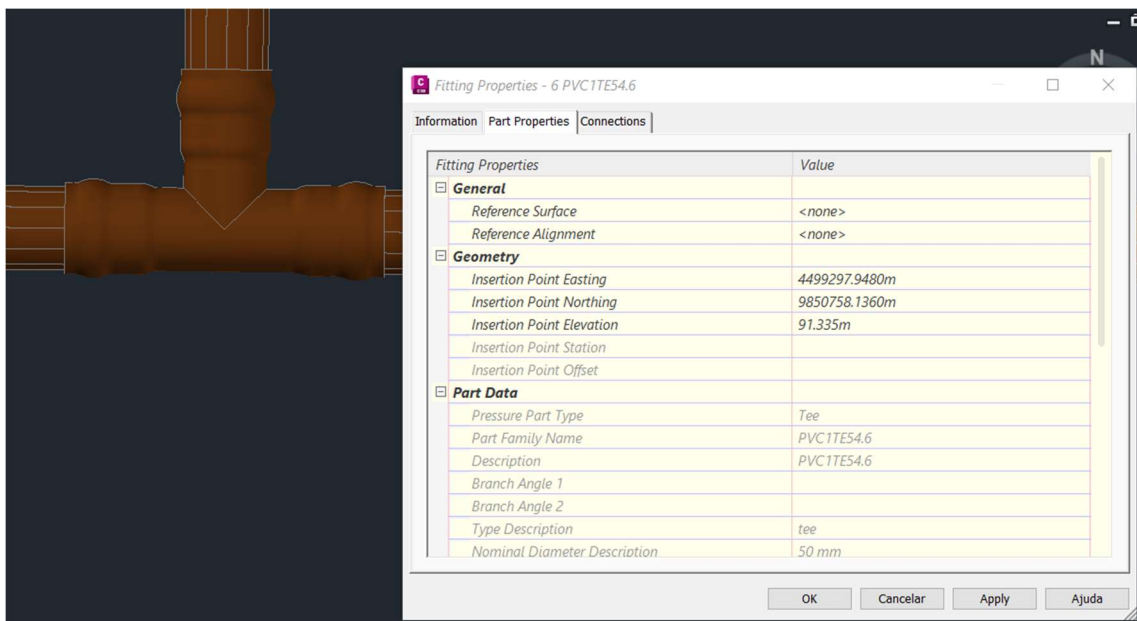 N
C
C3D
Fitting Properties - 6 PVC1TE54.6
Information Part Properties Connections
Fitting Properties Value
General
Reference Surface <none>
Reference Alignment <none>
Geometry
Insertion Point Easting 4499297.9480m
Insertion Point Northing 9850758.1360m
Insertion Point Elevation 91.335m
Insertion Point Station
Insertion Point Offset
Part Data
Pressure Part Type Tee
Part Family Name PVC1TE54.6
Description PVC1TE54.6
Branch Angle 1
Branch Angle 2
Type Description tee
Nominal Diameter Description 50 mm
OK Cancelar Apply Ajuda